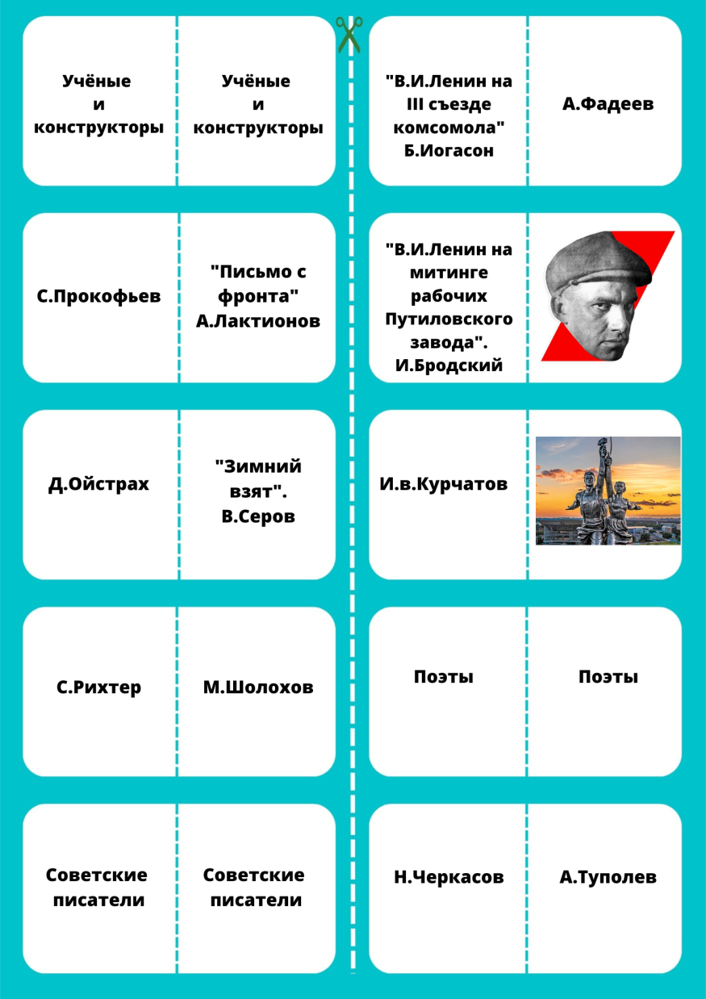 Учёные
и
конструкторы
Учёные
и
конструкторы
"В.И.Ленин на
III съезде
комсомола"
Б.Иогасон
А.Фадеев
С.Прокофьев
"Письмо с
фронта"
А.Лактионов
"В.И.Ленин на
митинге
рабочих
Путиловского
завода".
И.Бродский
Д.Ойстрах
"Зимний
взят".
В.Серов
И.в.Курчатов
С.Рихтер
М.Шолохов
Поэты
Поэты
Советские
писатели
Советские
писатели
Н.Черкасов
А.Туполев